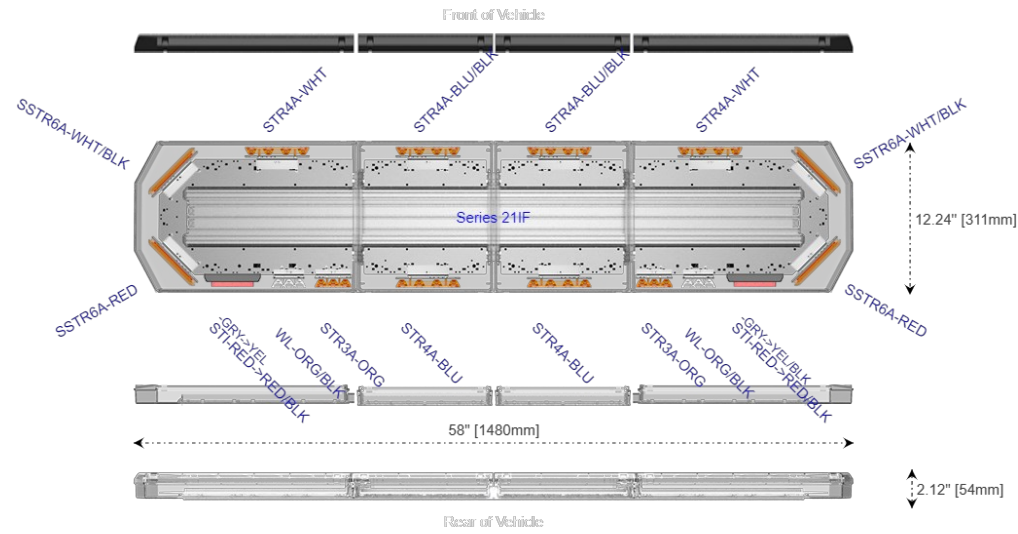 Front of Vehicle
STR4A-WHT
STR4A-BLU/BLK
STR4A-BLU/BLK
STR4A-WHT
SSTR6A-WHT/BLK
SSTR6A-WHT/BLK
Series 21IF
12.24" [311mm]
SSTR6A-RED
SSTR6A-RED
-GRY->YEL
STI-RED->RED/BLK
WL-ORG/BLK
STR3A-ORG
STR4A-BLU
STR4A-BLU
STR3A-ORG
WL-ORG/BLK
-GRY->YEL/BLK
STI-RED->RED/BLK
58" [1480mm]
2.12" [54mm]
Rear of Vehicle